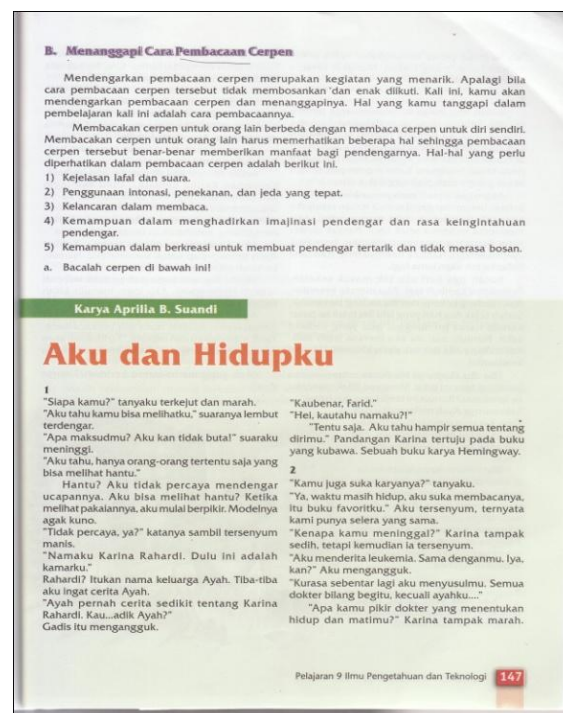 B. Menanggapi Cara Pembacaan Cerpen
Mendengarkan pembacaan cerpen merupakan kegiatan yang menarik. Apalagi bila
cara pembacaan cerpen tersebut tidak membosankan dan enak diikuti. Kali ini, kamu akan
mendengarkan pembacaan cerpen dan menanggapinya. Hal yang kamu tanggapi dalam
pembelajaran kali ini adalah cara pembacaannya.
Membacakan cerpen untuk orang lain berbeda dengan membaca cerpen untuk diri sendiri.
Membacakan cerpen untuk orang lain harus memerhatikan beberapa hal sehingga pembacaan
cerpen tersebut benar-benar memberikan manfaat bagi pendengarnya. Hal-hal yang perlu
diperhatikan dalam pembacaan cerpen adalah berikut ini.
1) Kejelasan lafal dan suara.
2) Penggunaan intonasi, penekanan, dan jeda yang tepat.
3) Kelancaran dalam membaca.
4) Kemampuan dalam menghadirkan imajinasi pendengar dan rasa keingintahuan
pendengar.
5) Kemampuan dalam berkreasi untuk membuat pendengar tertarik dan tidak merasa bosan.
a. Bacalah cerpen di bawah ini!
Karya Aprilia B. Suandi
Aku dan Hidupku
1
"Siapa kamu?" tanyaku terkejut dan marah.
"Aku tahu kamu bisa melihatku," suaranya lembut
terdengar.
"Apa maksudmu? Aku kan tidak buta!" suaraku
meninggi.
"Aku tahu, hanya orang-orang tertentu saja yang
bisa melihat hantu."
Hantu? Aku tidak percaya mendengar
ucapannya. Aku bisa melihat hantu? Ketika
melihat pakaiannya, aku mulai berpikir. Modelnya
agak kuno.
"Tidak percaya, ya?" katanya sambil tersenyum
manis.
"Namaku Karina Rahardi. Dulu ini adalah
kamarku."
Rahardi? Itukan nama keluarga Ayah. Tiba-tiba
aku ingat cerita Ayah.
"Ayah pernah cerita sedikit tentang Karina
Rahardi. Kau...adik Ayah?"
Gadis itu mengangguk.
"Kaubenar, Farid."
"Hei, kautahu namaku?!"
"Tentu saja. Aku tahu hampir semua tentang
dirimu." Pandangan Karina tertuju pada buku
yang kubawa. Sebuah buku karya Hemingway.
2
"Kamu juga suka karyanya?" tanyaku.
"Ya, waktu masih hidup, aku suka membacanya,
itu buku favoritku." Aku tersenyum, ternyata
kami punya selera yang sama.
"Kenapa kamu meninggal?" Karina tampak
sedih, tetapi kemudian ia tersenyum.
"Aku menderita leukemia. Sama denganmu. Iya,
kan?" Aku mengangguk.
"Kurasa sebentar lagi aku menyusulmu. Semua
dokter bilang begitu, kecuali ayahku...."
"Apa kamu pikir dokter yang menentukan
hidup dan matimu?" Karina tampak marah.
Pelajaran 9 Ilmu Pengetahuan dan Teknologi 147